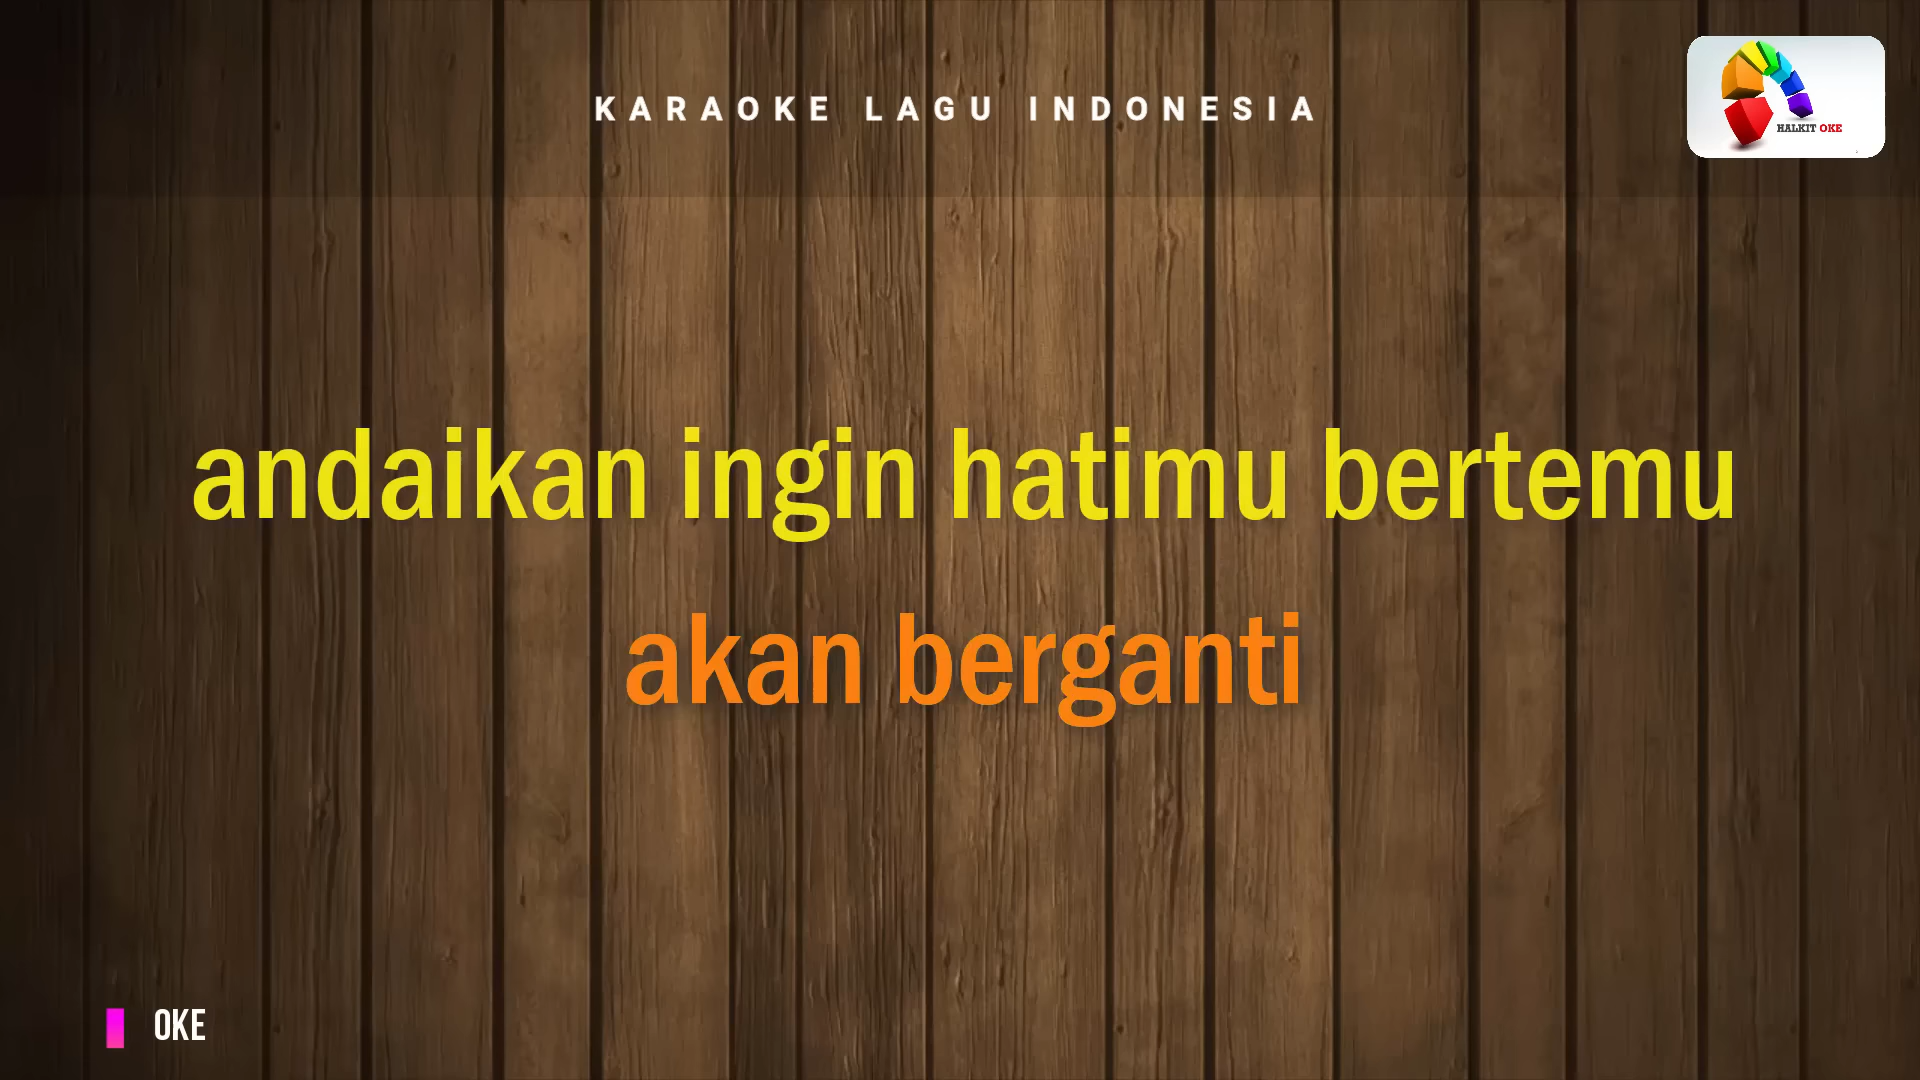 KARAOKE LAGU INDONESIA
HALKIT OKE
andaikan ingin hatimu bertemu
akan berganti
OKE